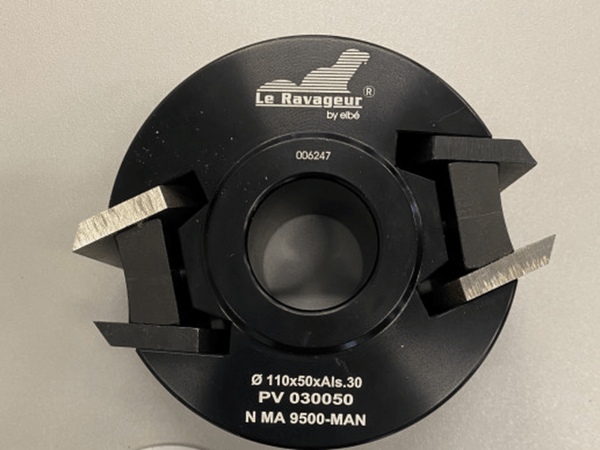 Le Ravageur ®
by elbé
006247
Ø 110x50xAls.30
PV 030050
N MA 9500-MAN